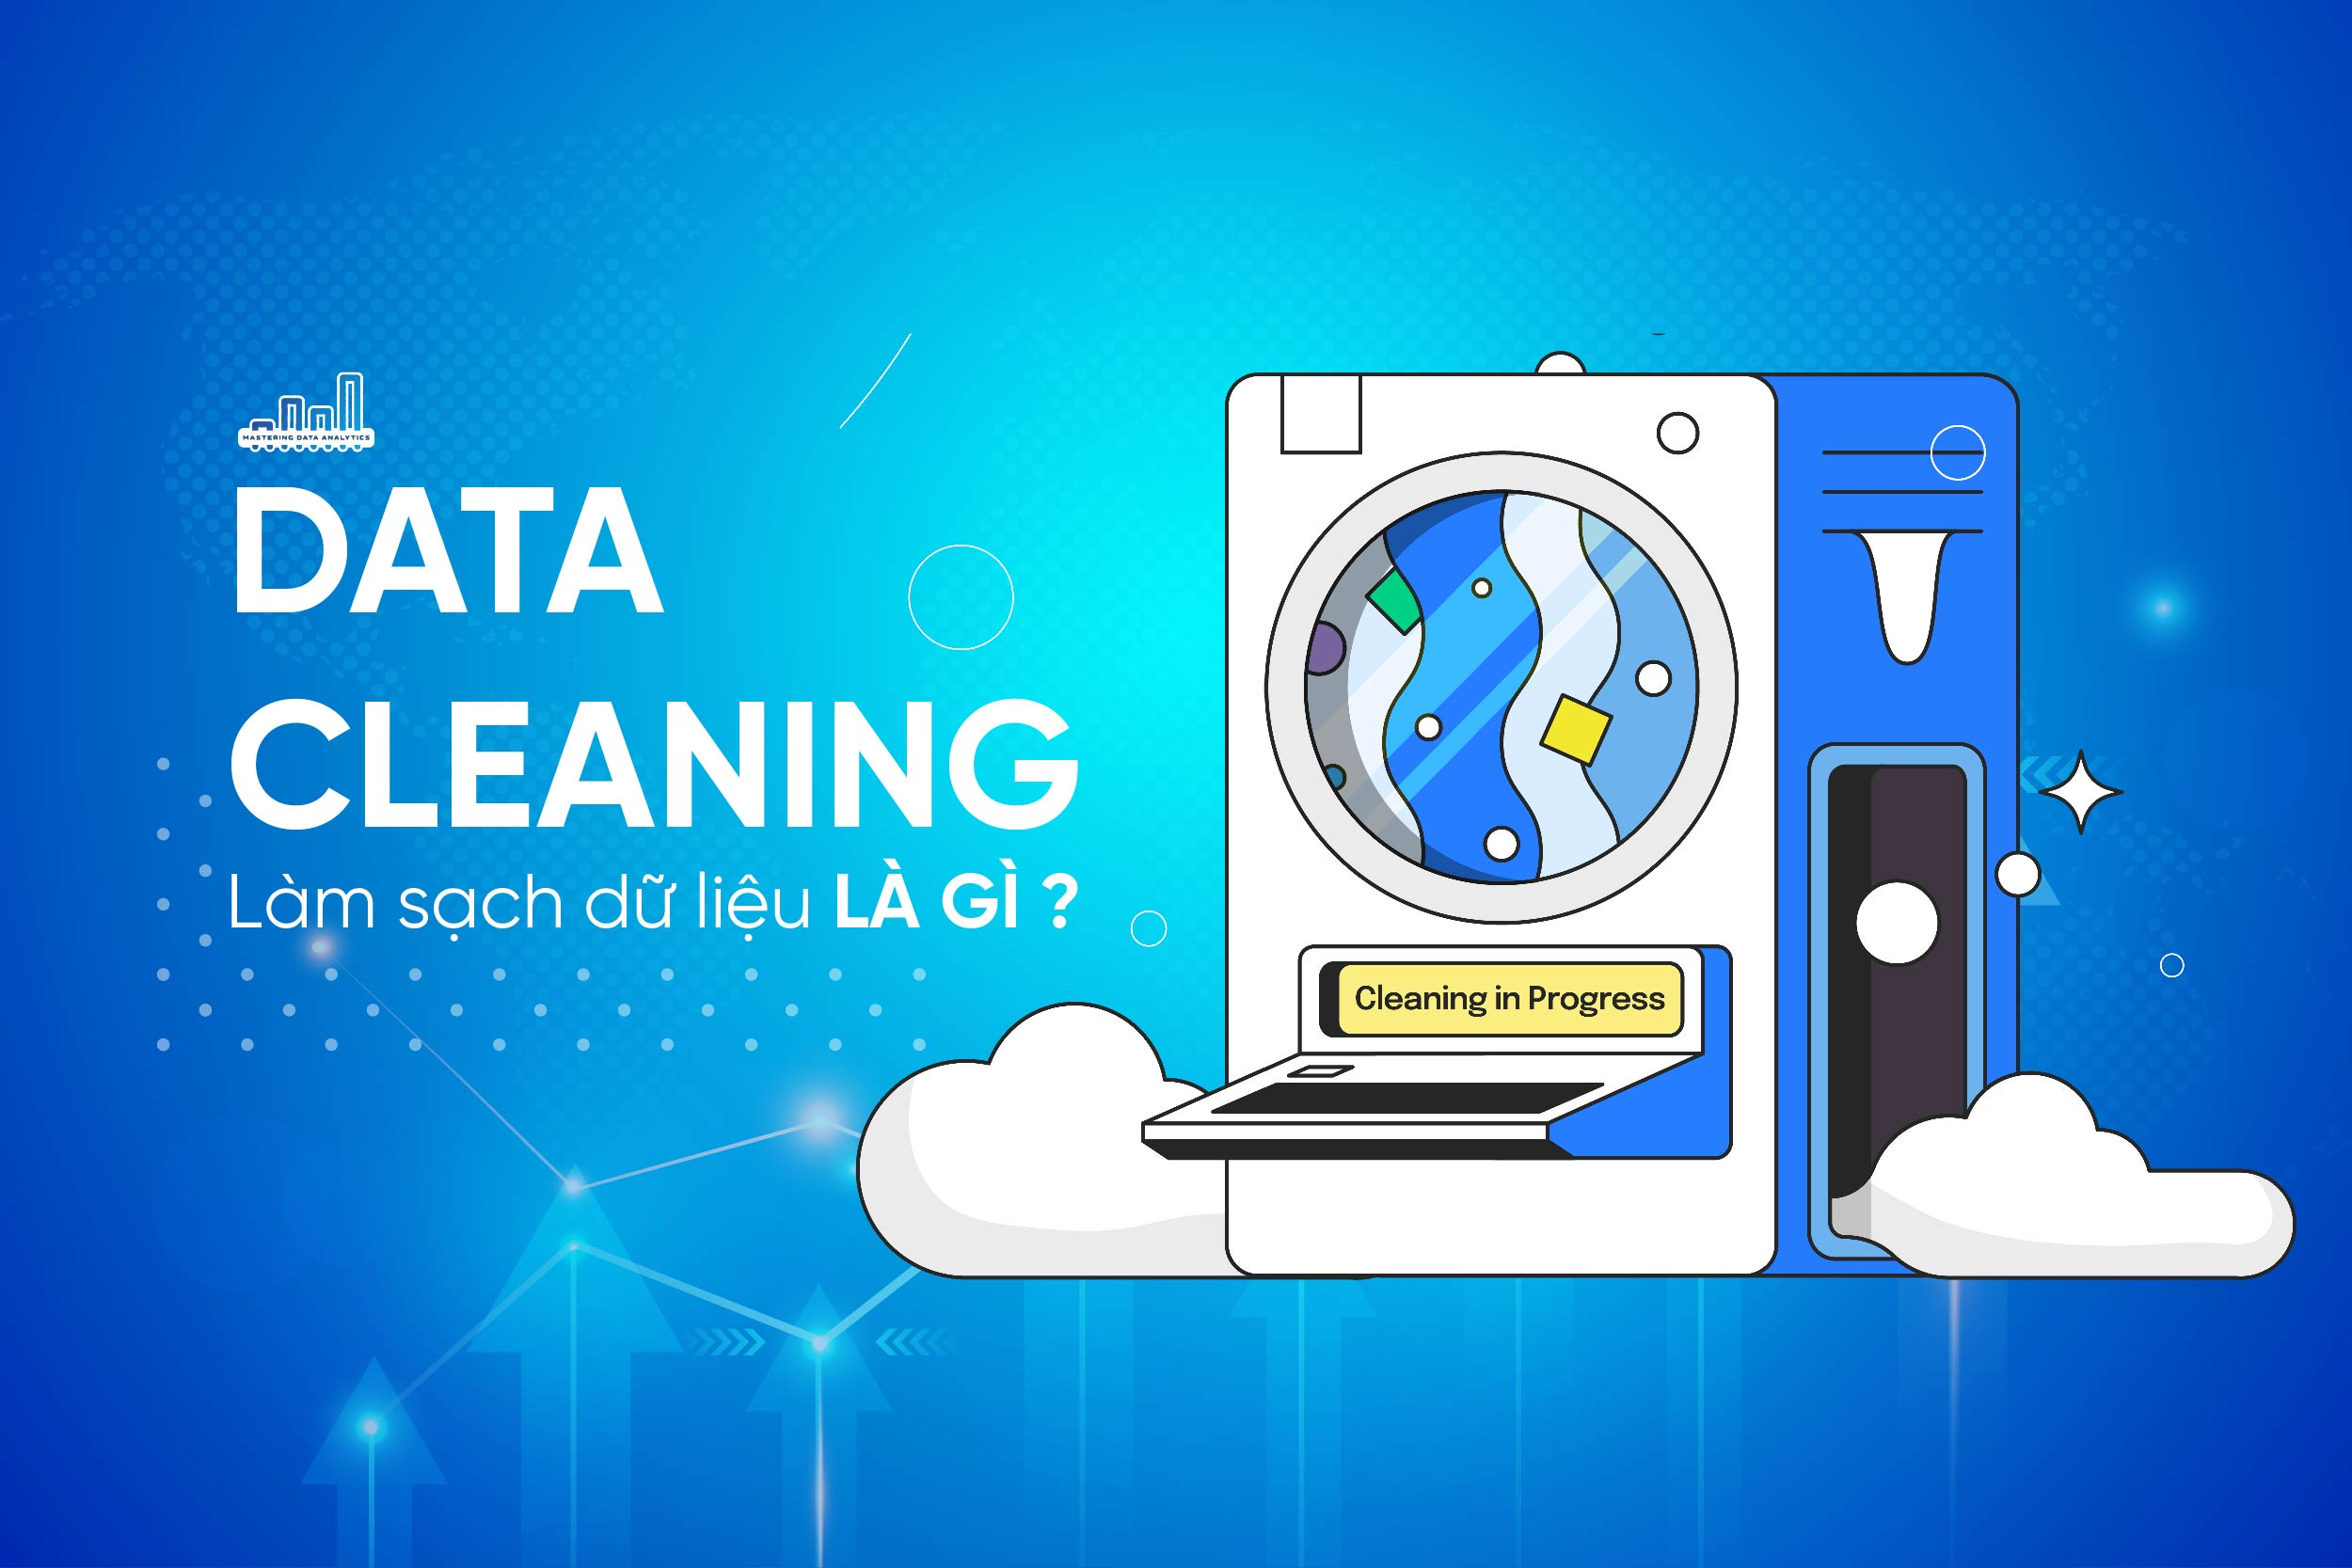 MASTERING DATA ANALYTICS
DATA
CLEANING
Làm sạch dữ liệu LÀ GÌ ?
Cleaning in Progress